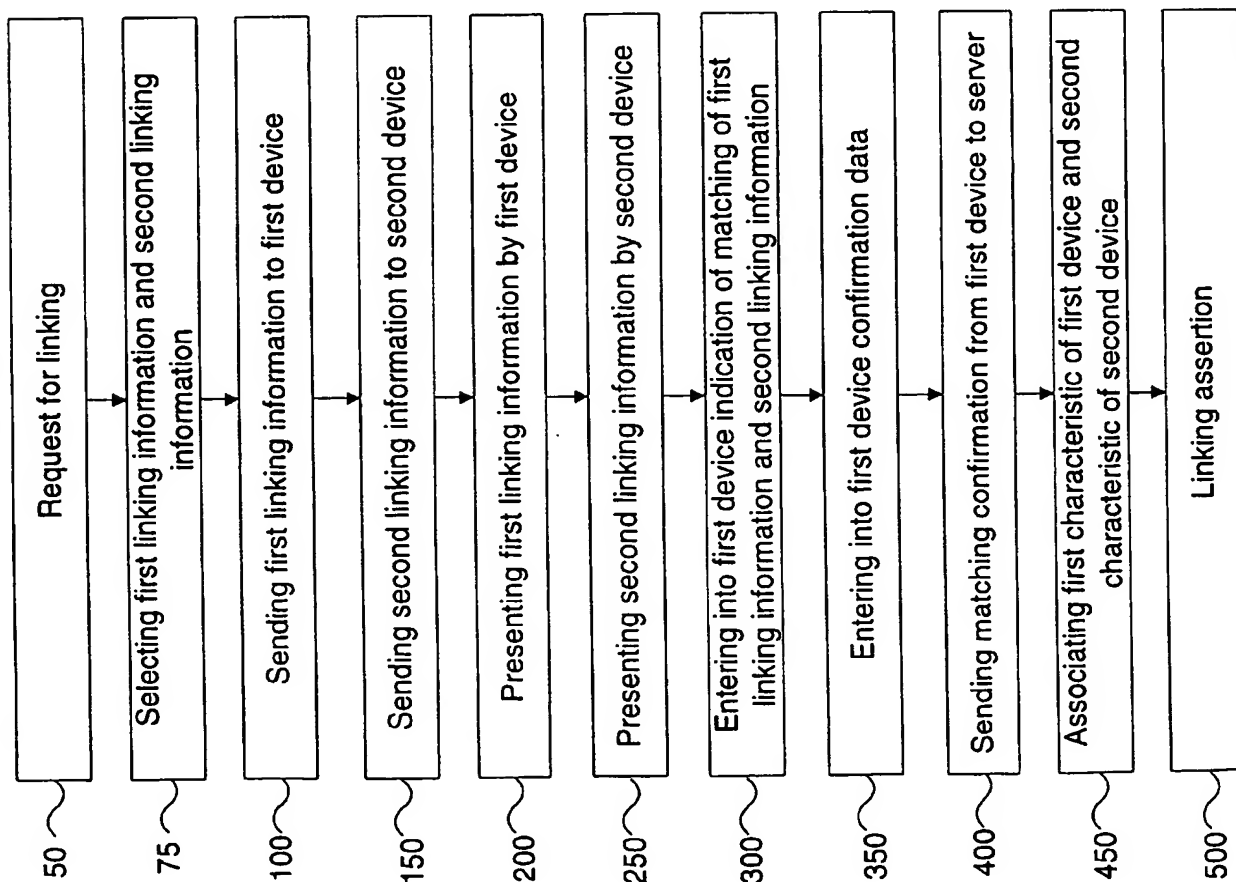 50
Request for linking
75
Selecting first linking information and second linking
information
100
Sending first linking information to first device
150
Sending second linking information to second device
200
Presenting first linking information by first device
250
Presenting second linking information by second device
300
Entering into first device indication of matching of first
linking information and second linking information
350
Entering into first device confirmation data
400
Sending matching confirmation from first device to server
450
Associating first characteristic of first device and second
characteristic of second device
500
Linking assertion